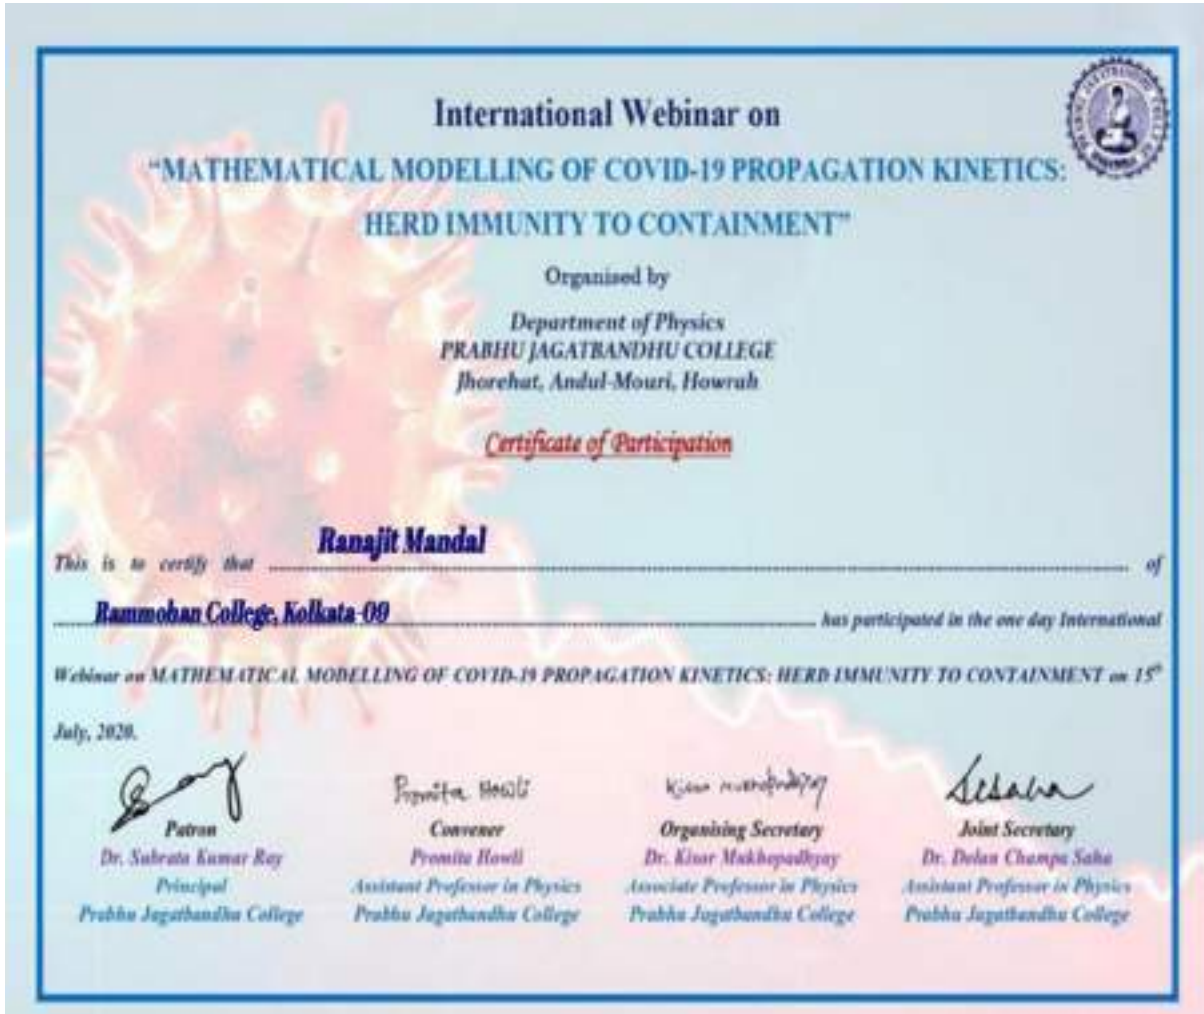 International Webinar on
"MATHEMATICAL MODELLING OF COVID-19 PROPAGATION KINETICS:
HERD IMMUNITY TO CONTAINMENT"
Organised by
Department of Physics
PRABHU JAGATBANDHU COLLEGE
Jhorehat, Andul-Mouri, Howrah
Certificate of Participation
This is to certify that Ranajit Mandal of
Rammohan College, Kolkata-09 has participated in the one day International
Webinar on MATHEMATICAL MODELLING OF COVID-19 PROPAGATION KINETICS: HERD IMMUNITY TO CONTAINMENT on 15th
July, 2020.
Promita Howli
Patron Convener Organising Secretary Joint Secretary
Dr. Subrata Kumar Ray Promita Howli Dr. Kisor Mukhopadhyay Dr. Dolan Champa Saha
Principal Assistant Professor in Physics Associate Professor in Physics Assistant Professor in Physics
Prabhu Jagatbandhu College Prabhu Jagatbandhu College Prabhu Jagatbandhu College Prabhu Jagatbandhu College